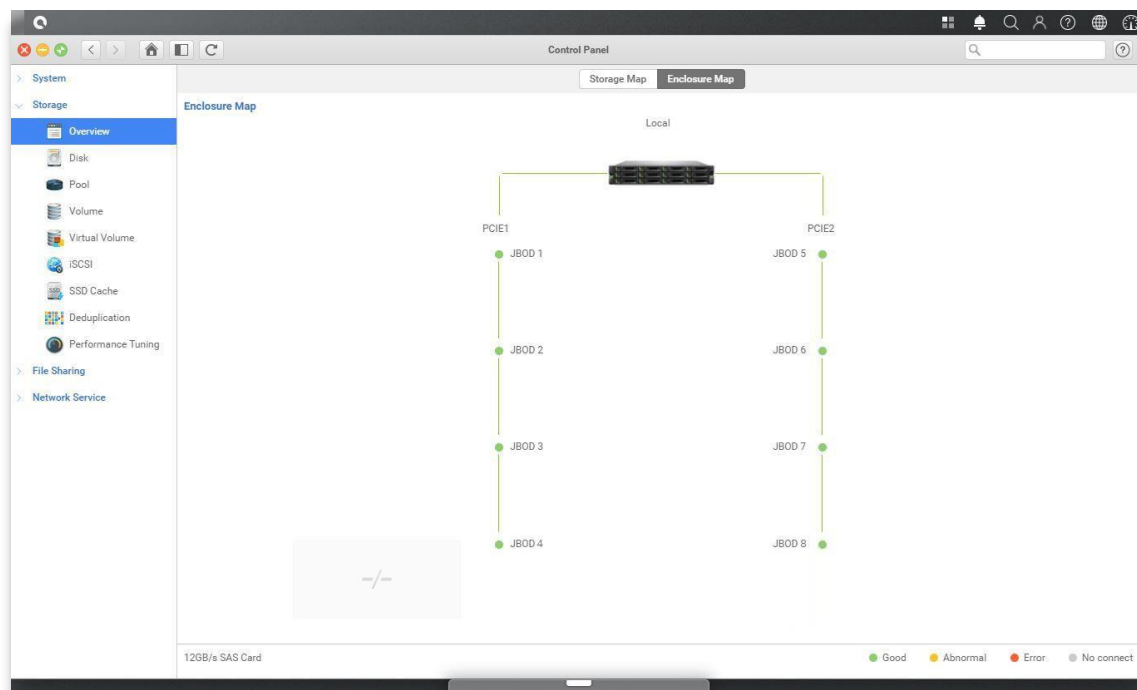 Control Panel
System
Storage
Overview
Disk
Pool
Volume
Virtual Volume
iSCSI
SSD Cache
Deduplication
Performance Tuning
File Sharing
Network Service
Storage Map Enclosure Map
Enclosure Map
Local
PCIE1 PCIE2
JBOD 1 JBOD 5
JBOD 2 JBOD 6
JBOD 3 JBOD 7
JBOD 4 JBOD 8
-/-
12GB/s SAS Card Good Abnormal Error No connect